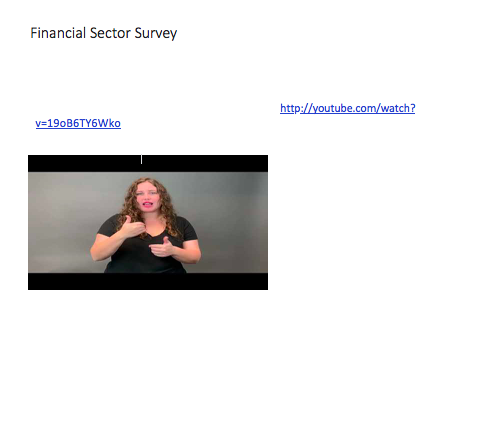 Financial Sector Survey
http://youtube.com/watch?
v=19oB6TY6Wko